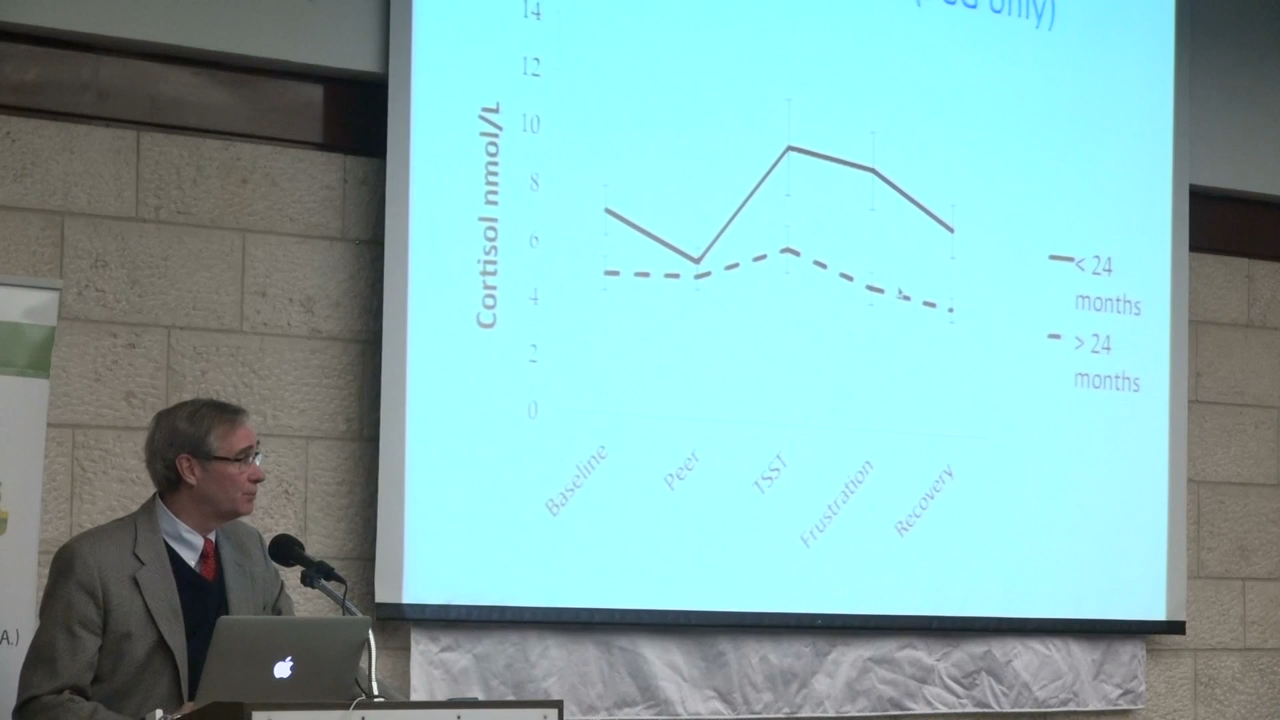 only)
14
12
10
8
6
4
2
0
Cortisol nmol/L
Baseline
Peer
TSST
Frustration
Recovery
< 24
months
> 24
months
A.)